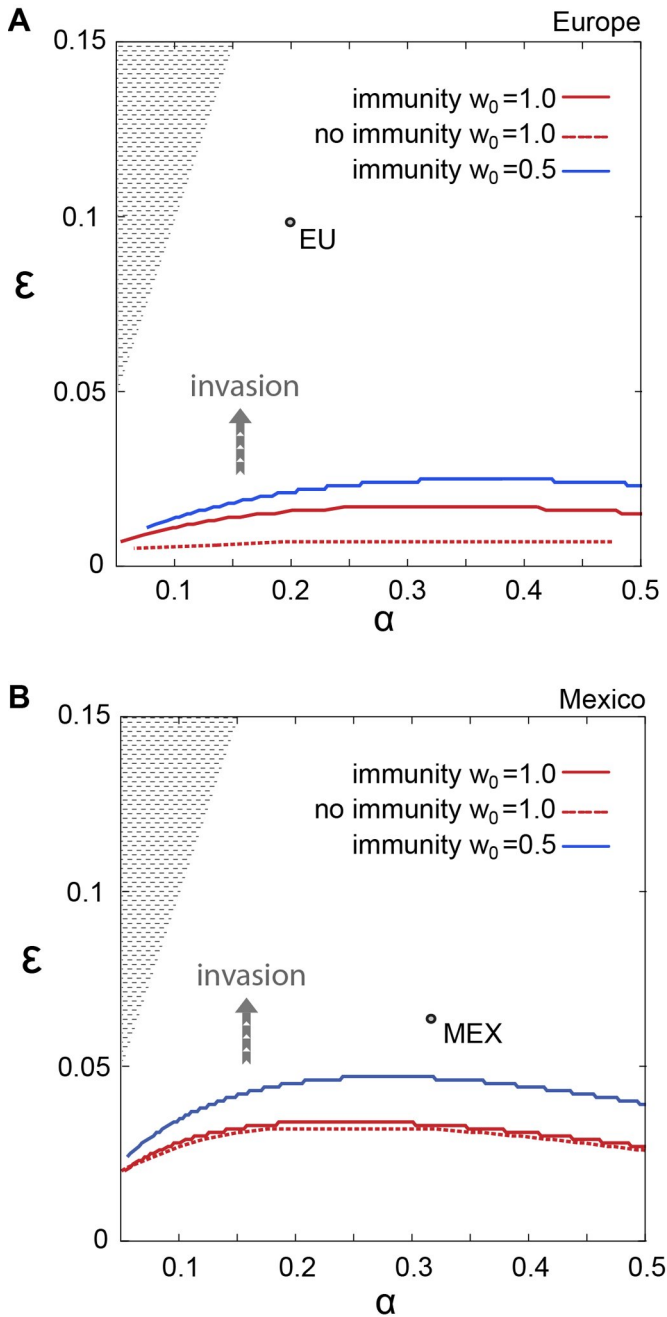 A
Europe
0.15
immunity w0=1.0
no immunity w0=1.0
immunity w0=0.5
0.1
EU
ε
0.05
invasion
0
0.1 0.2 0.3 0.4 0.5
α
B
Mexico
0.15
immunity w0=1.0
no immunity w0=1.0
immunity w0=0.5
0.1
ε
invasion
MEX
0.05
0
0.1 0.2 0.3 0.4 0.5
α